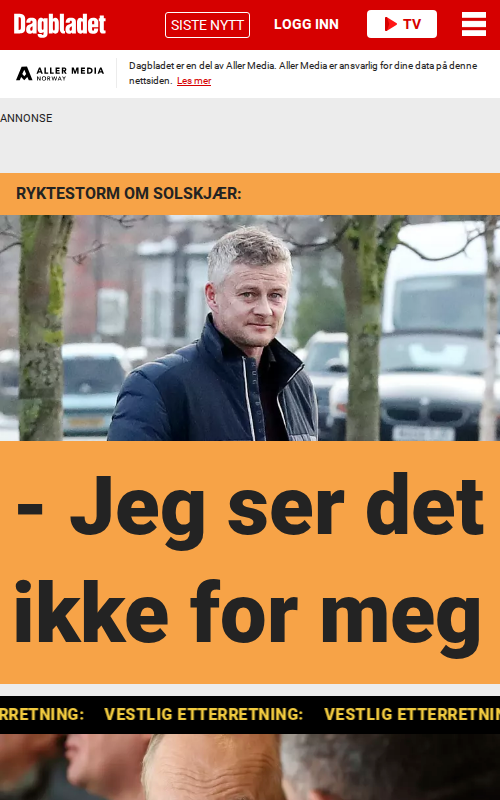 Dagbladet
SISTE NYTT
LOGG INN
TV
ALLER MEDIA
NORWAY
Dagbladet er en del av Aller Media. Aller Media er ansvarlig for dine data på denne
nettsiden. Les mer
ANNONSE
RYKTESTORM OM SOLSKJÆR:
- Jeg ser det
ikke for meg
RRETNING: VESTLIG ETTERRETNING: VESTLIG ETTERRETNIN